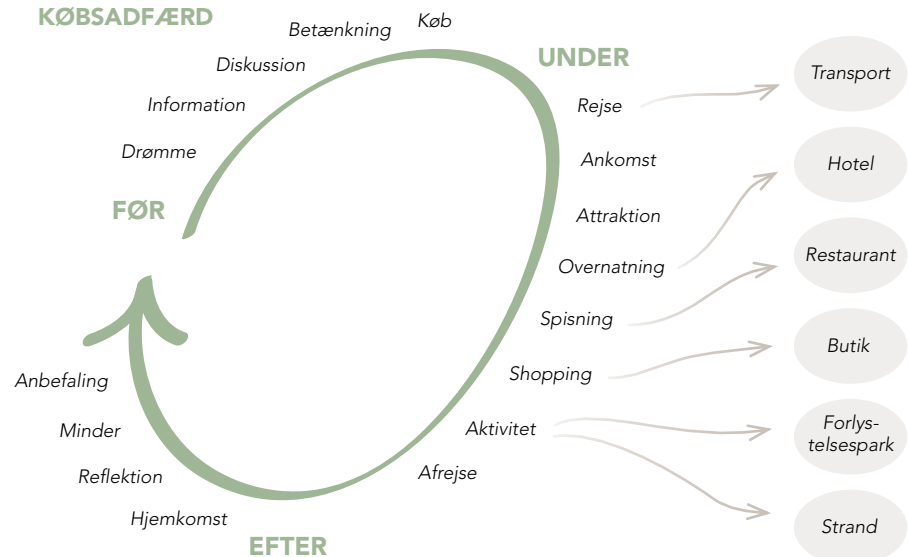 KØBSADFÆRD
FØR
Drømme
Information
Diskussion
Betænkning
Køb
UNDER
Rejse
Ankomst
Attraktion
Overnatning
Spisning
Shopping
Aktivitet
Afrejse
EFTER
Hjemkomst
Reflektion
Minder
Anbefaling
Transport
Hotel
Restaurant
Butik
Forlys-
telsespark
Strand